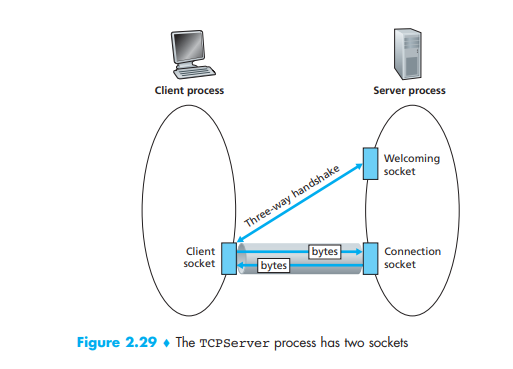 Client process
Server process
Welcoming
socket
Three-way handshake
Client
socket
bytes
bytes
Connection
socket
Figure 2.29 ♦ The TCPServer process has two sockets